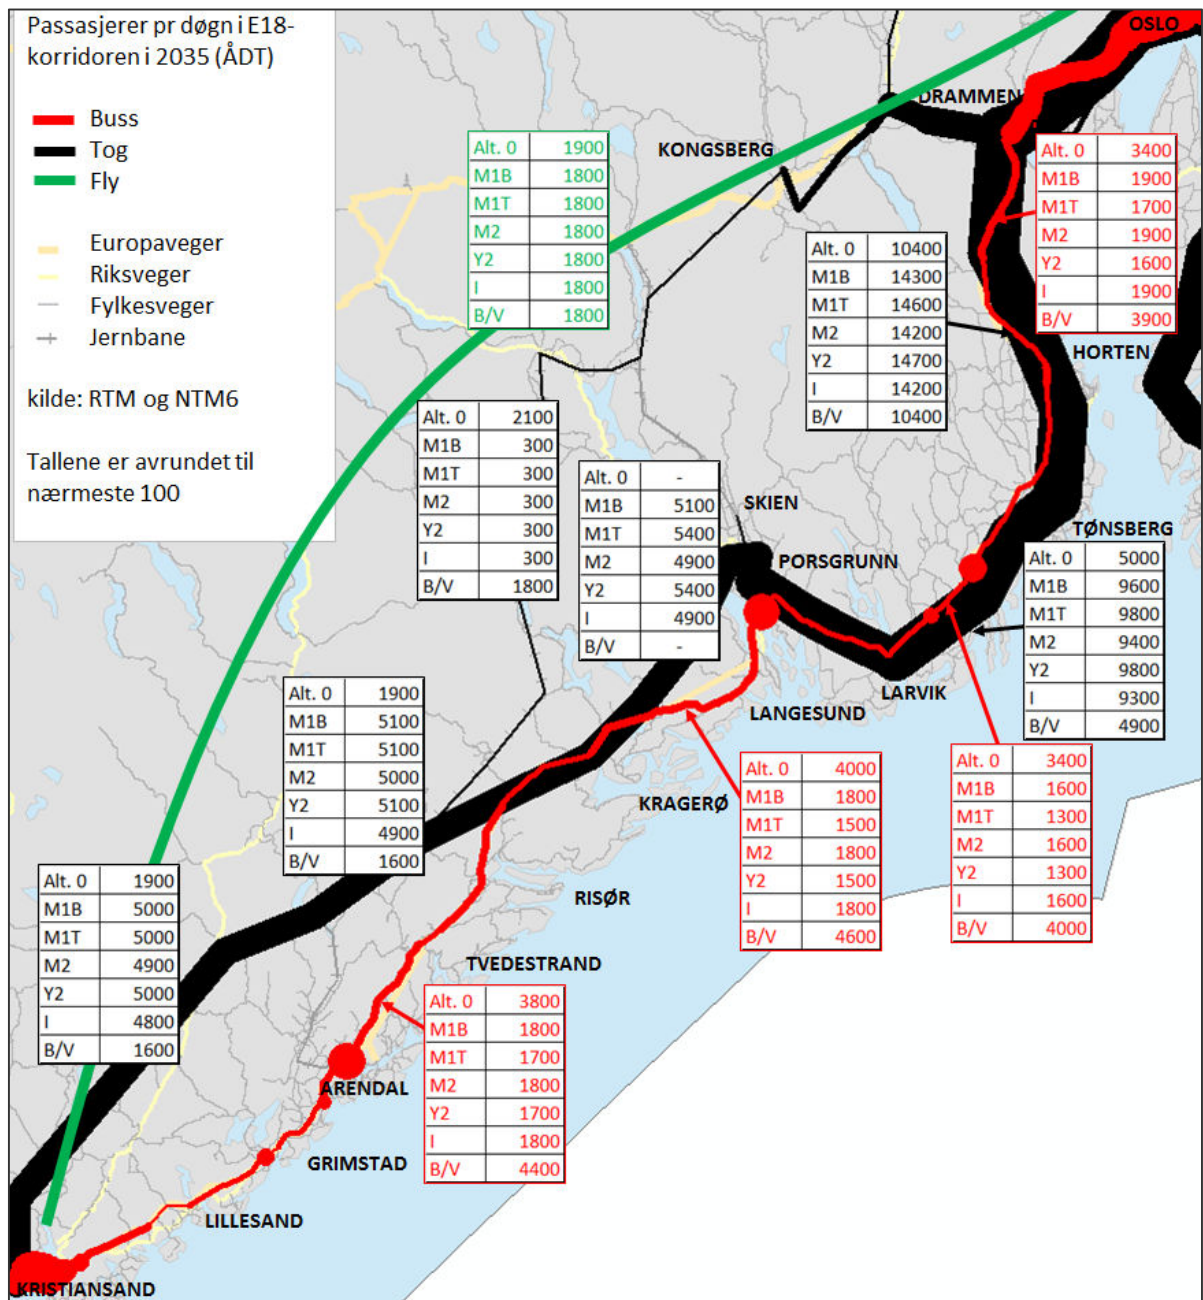 Passasjerer pr døgn i E18-
korridoren i 2035 (ÅDT)
Buss
Tog
Fly
Europaveger
Riksveger
Fylkesveger
Jernbane
kilde: RTM og NTM6
Tallene er avrundet til
nærmeste 100
OSLO
DRAMMEN
KONGSBERG
Alt. 0 1900
M1B 1800
M1T 1800
M2 1800
Y2 1800
I 1800
B/V 1800
Alt. 0 3400
M1B 1900
M1T 1700
M2 1900
Y2 1600
I 1900
B/V 3900
Alt. 0 10400
M1B 14300
M1T 14600
M2 14200
Y2 14700
I 14200
B/V 10400
HORTEN
Alt. 0 2100
M1B 300
M1T 300
M2 300
Y2 300
I 300
B/V 1800
Alt. 0 -
M1B 5100
M1T 5400
M2 4900
Y2 5400
I 4900
B/V -
SKIEN
TØNSBERG
PORSGRUNN
Alt. 0 5000
M1B 9600
M1T 9800
M2 9400
Y2 9800
I 9300
B/V 4900
LARVIK
LANGESUND
Alt. 0 1900
M1B 5100
M1T 5100
M2 5000
Y2 5100
I 4900
B/V 1600
KRAGERØ
Alt. 0 4000
M1B 1800
M1T 1500
M2 1800
Y2 1500
I 1800
B/V 4600
Alt. 0 3400
M1B 1600
M1T 1300
M2 1600
Y2 1300
I 1600
B/V 4000
Alt. 0 1900
M1B 5000
M1T 5000
M2 4900
Y2 5000
I 4800
B/V 1600
RISØR
TVEDESTRAND
Alt. 0 3800
M1B 1800
M1T 1700
M2 1800
Y2 1700
I 1800
B/V 4400
ARENDAL
GRIMSTAD
LILLESAND
KRISTIANSAND